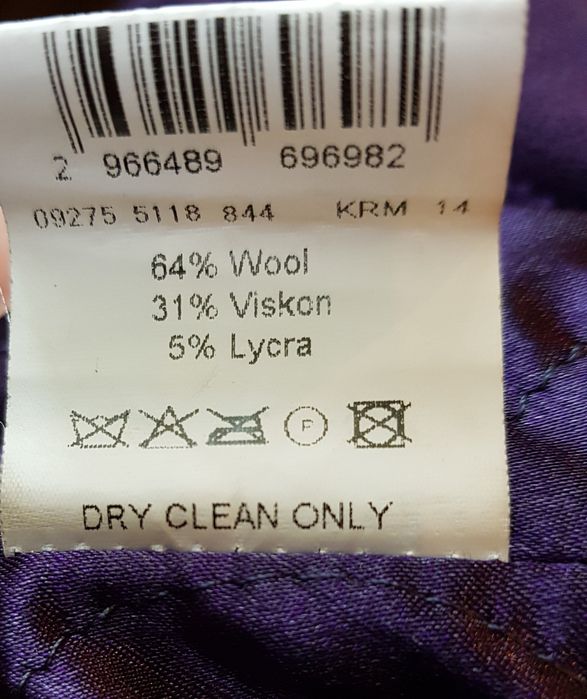 2 966489 696982
09275 5118 844 KRM 14
64% Wool
31% Viskon
5% Lycra
P
DRY CLEAN ONLY